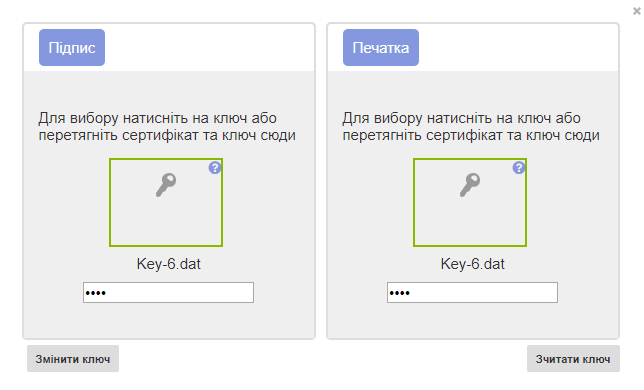 Підпис
Для вибору натисніть на ключ або
перетягніть сертифікат та ключ сюди
?
Key-6.dat
••••
Печатка
Для вибору натисніть на ключ або
перетягніть сертифікат та ключ сюди
?
Key-6.dat
••••
Змінити ключ
Зчитати ключ